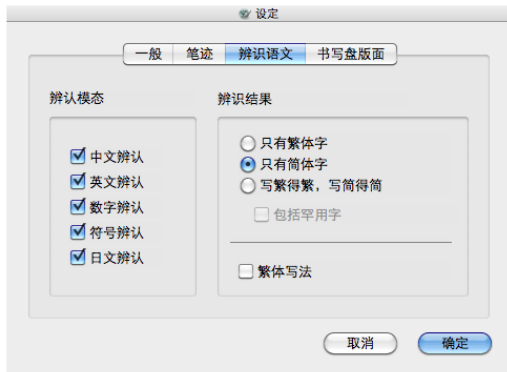 设定
一般 笔迹 辨识语文 书写盘版面
辨认模态
辨识结果
中文辨认
英文辨认
数字辨认
符号辨认
日文辨认
只有繁体字
只有简体字
写繁得繁，写简得简
包括罕用字
繁体写法
取消 确定